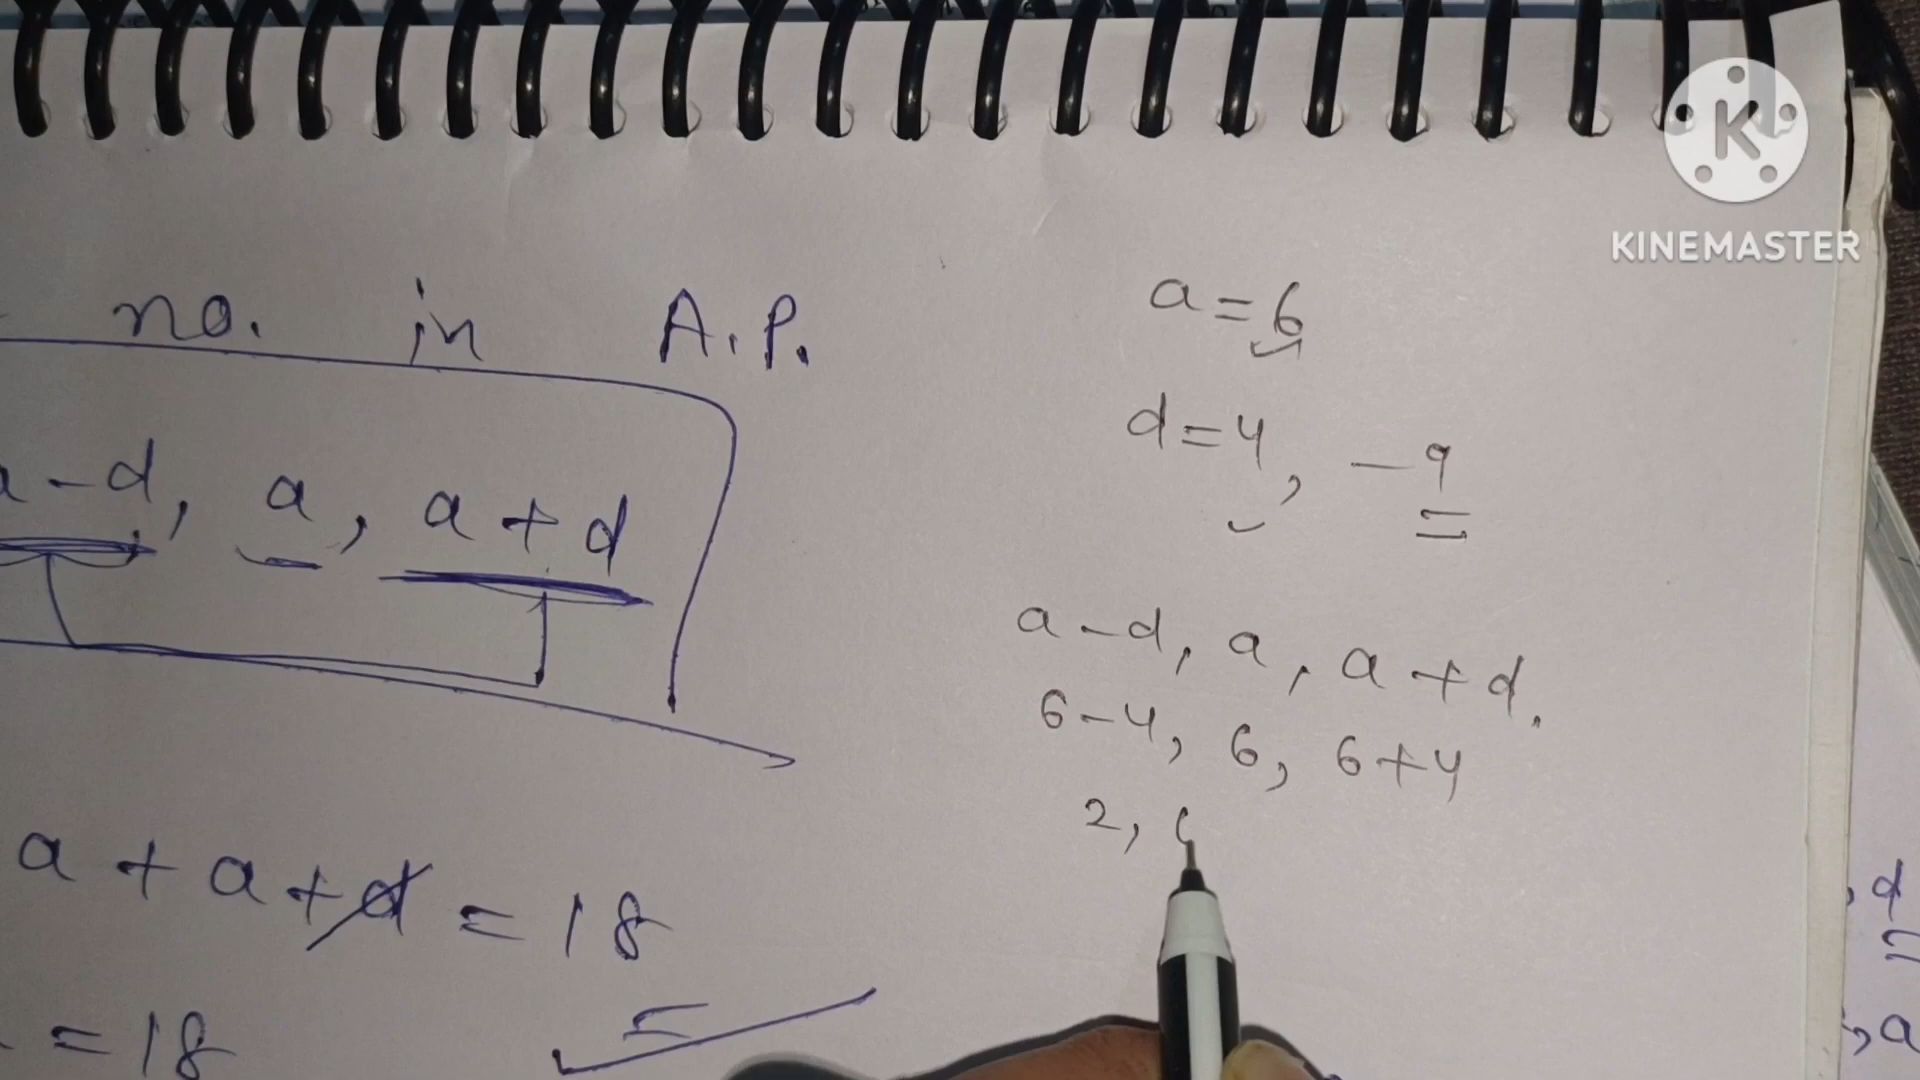 no. in A.P.
a-d, a, a+d
a + a + d = 18
= 18
a = 6
d = 4, -9
a-d, a, a+d.
6-4, 6, 6+4
2,
KINEMASTER
, d
, a